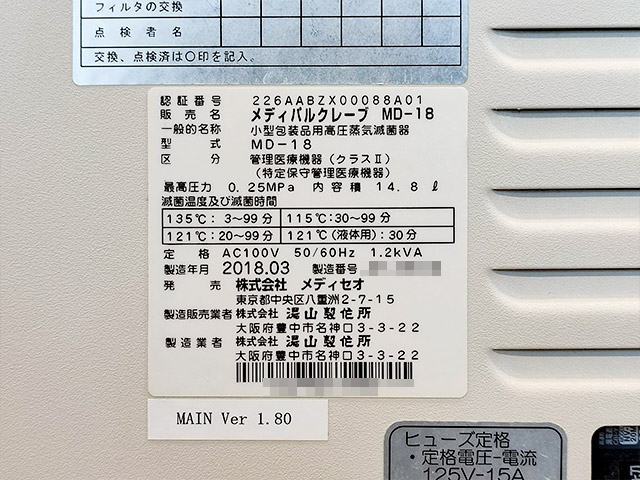 フィルタの交換
点検者名
交換、点検済は〇印を記入。
認証番号 226AABZX00088A01
販売名 メディバルクレーブ MD-18
一般的名称 小型包装品用高圧蒸気滅菌器
型式 MD-18
区分 管理医療機器(クラスⅡ)
(特定保守管理医療機器)
最高圧力 0.25MPa 内容積 14.8ℓ
滅菌温度及び滅菌時間
135℃: 3~99分 115℃:30~99分
121℃:20~99分 121℃(液体用):30分
定格 AC100V 50/60Hz 1.2kVA
製造年月 2018.03 製造番号
発売 株式会社 メディセオ
東京都中央区八重洲2-7-15
製造販売業者 株式会社 湯山製作所
大阪府豊中市名神口3-3-22
製造業者 株式会社 湯山製作所
大阪府豊中市名神口3-3-22
MAIN Ver 1.80
ヒューズ定格
・定格電圧-電流
125V-15A